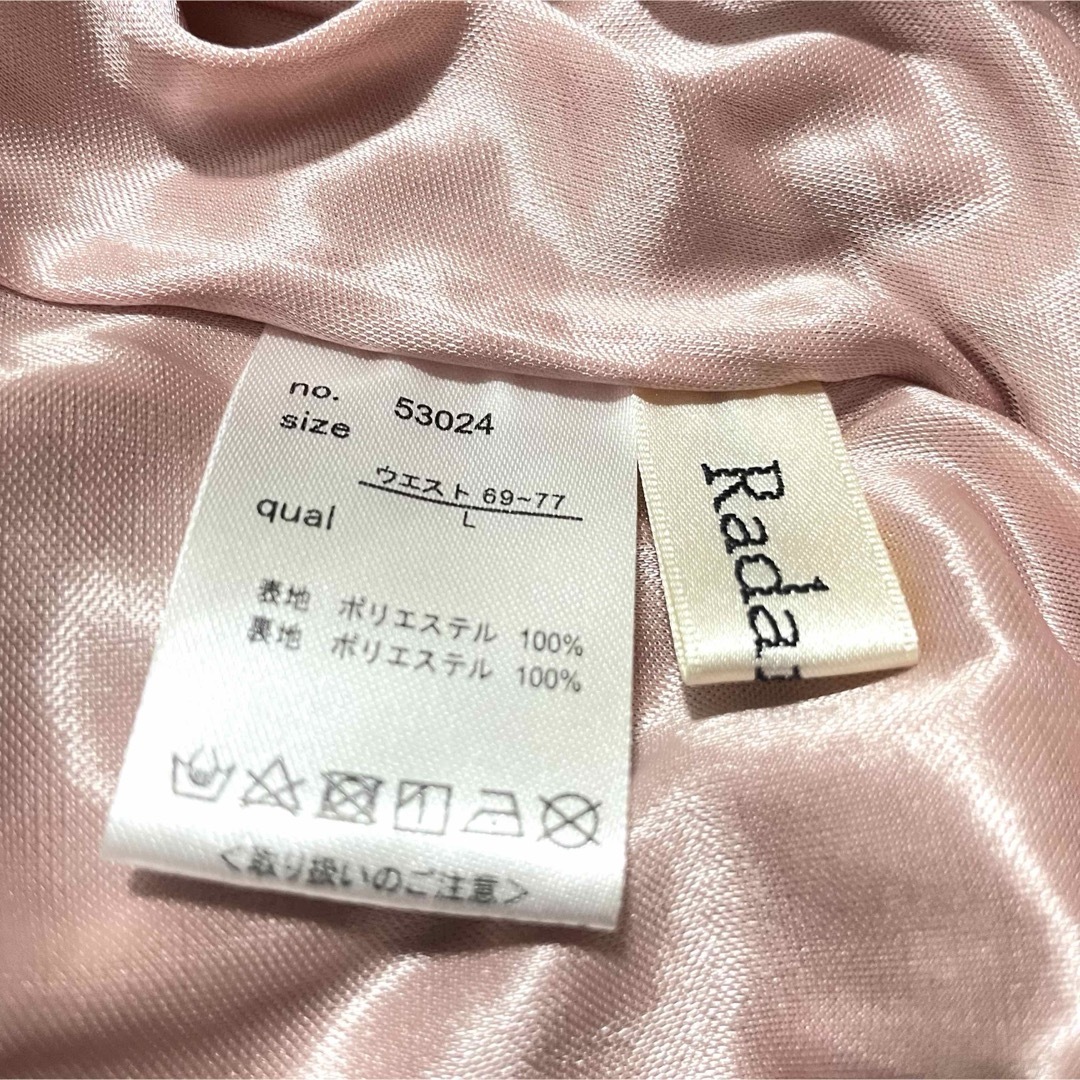 no. 53024
size
ウエスト 69~77
L
qual
表地 ポリエステル 100%
裏地 ポリエステル 100%
<取り扱いのご注意>